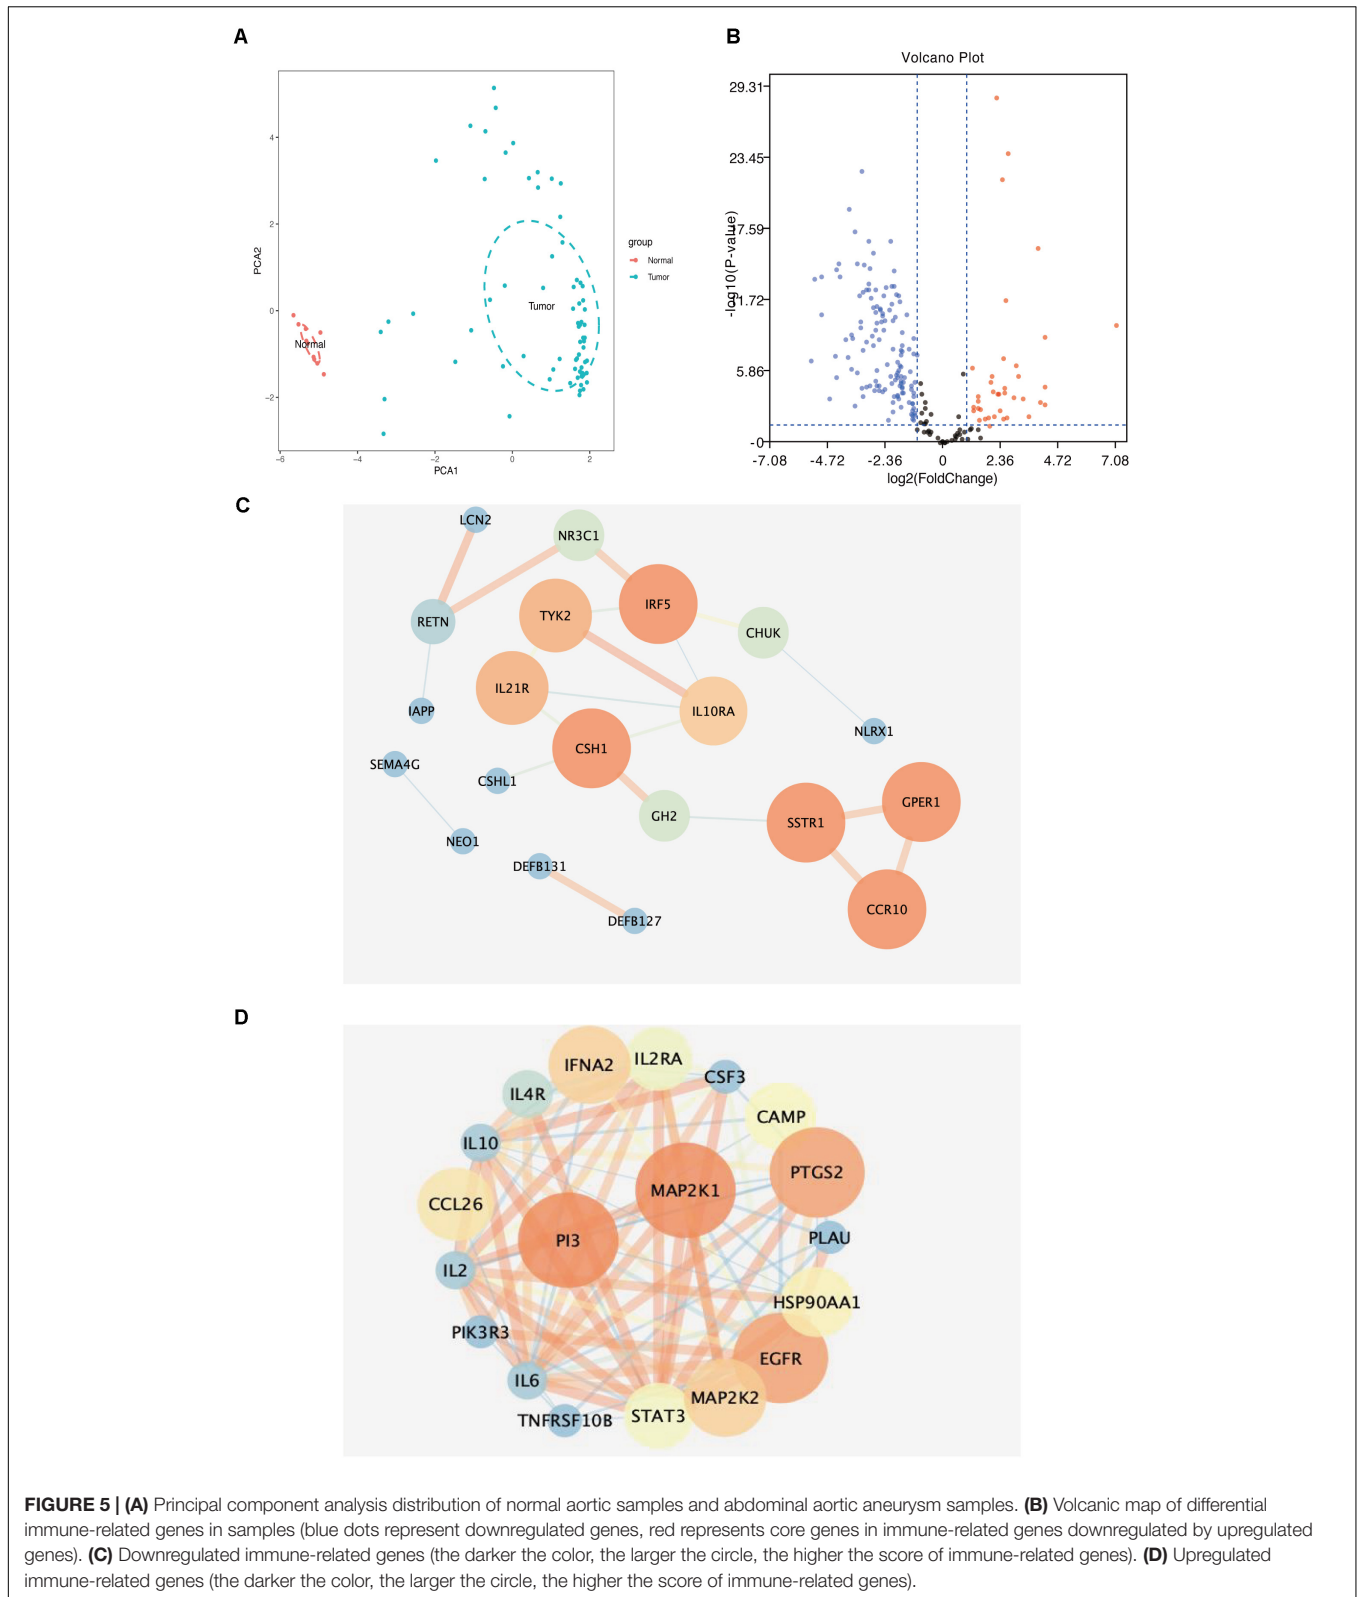 A
B
Volcano Plot
4
2
0
−2
PCA2
−6
−4
−2
0
2
PCA1
Normal
Tumor
group
Normal
Tumor
29.31
23.45
17.59
11.72
5.86
-0
-log10(P-value)
-7.08
-4.72
-2.36
0
2.36
4.72
7.08
log2(FoldChange)
C
LCN2
NR3C1
IRF5
TYK2
RETN
CHUK
IL21R
IL10RA
IAPP
NLRX1
CSH1
SEMA4G
CSHL1
GPER1
GH2
SSTR1
NEO1
DEFB131
CCR10
DEFB127
D
IFNA2
IL2RA
CSF3
IL4R
CAMP
IL10
PTGS2
MAP2K1
CCL26
PI3
PLAU
IL2
HSP90AA1
PIK3R3
EGFR
IL6
MAP2K2
STAT3
TNFRSF10B
FIGURE 5 | (A) Principal component analysis distribution of normal aortic samples and abdominal aortic aneurysm samples. (B) Volcanic map of differential
immune-related genes in samples (blue dots represent downregulated genes, red represents core genes in immune-related genes downregulated by upregulated
genes). (C) Downregulated immune-related genes (the darker the color, the larger the circle, the higher the score of immune-related genes). (D) Upregulated
immune-related genes (the darker the color, the larger the circle, the higher the score of immune-related genes).